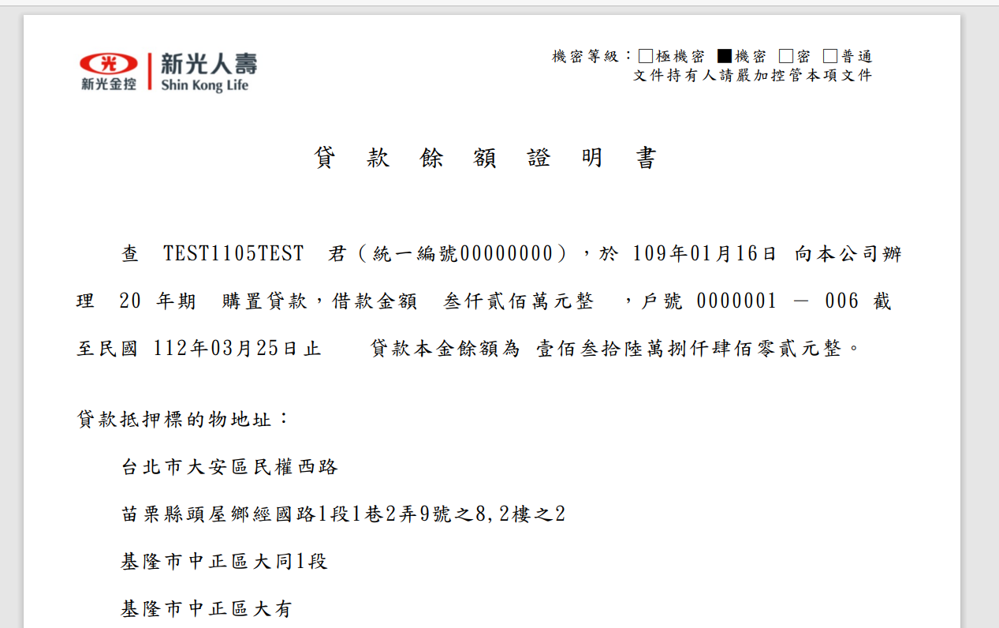 光
新光金控
新光人壽
Shin Kong Life
機密等級：□極機密 ■機密 □密 □普通
文件持有人請嚴加控管本項文件
貸款餘額證明書
查 TEST1105TEST 君（統一編號00000000），於 109年01月16日 向本公司辦
理 20 年期 購置貸款，借款金額 叁仟貳佰萬元整 ，戶號 0000001 － 006 截
至民國 112年03月25日止 貸款本金餘額為 壹佰叁拾陸萬捌仟肆佰零貳元整。
貸款抵押標的物地址：
台北市大安區民權西路
苗栗縣頭屋鄉經國路1段1巷2弄9號之8,2樓之2
基隆市中正區大同1段
基隆市中正區大有